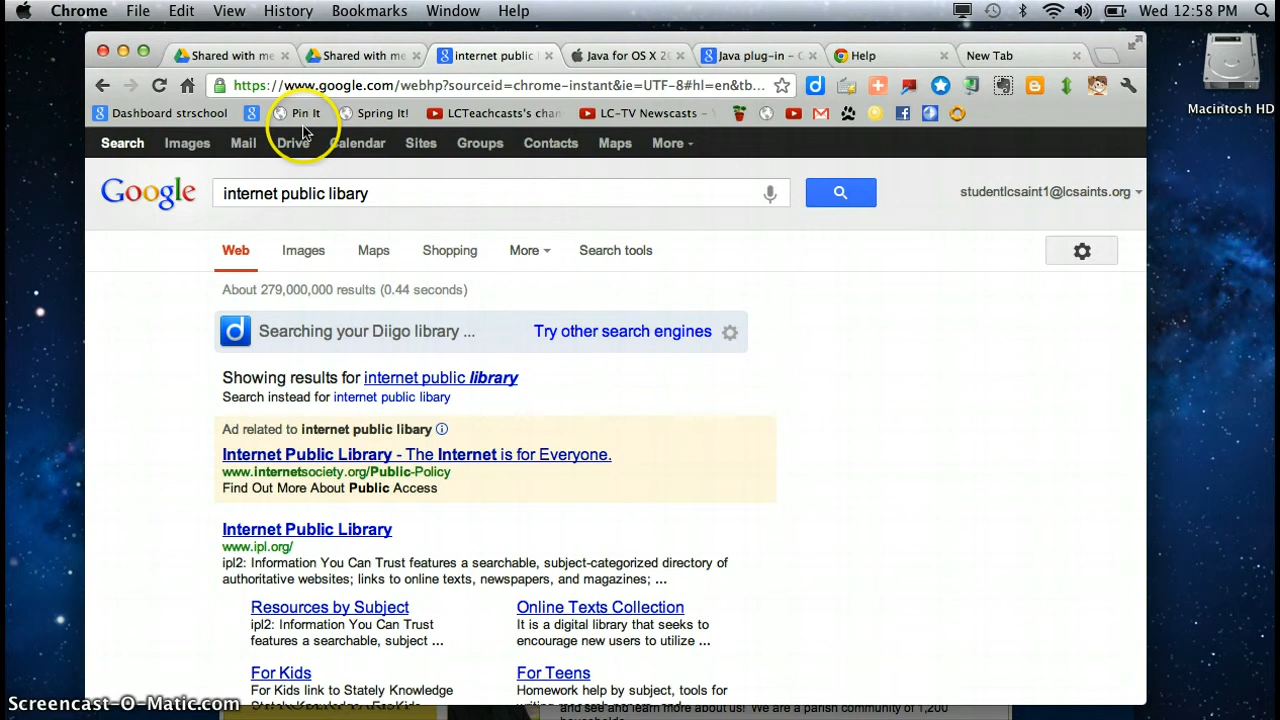 Chrome File Edit View History Bookmarks Window Help Wed 12:58 PM
Macintosh HD
Shared with me Shared with me internet public Java for OS X 20 Java plug-in – G Help New Tab
https://www.google.com/webhp?sourceid=chrome-instant&ie=UTF-8#hl=en&tb...
Dashboard strschool Pin It Spring It! LCTeachcasts's chan LC-TV Newscasts –
Search Images Mail Drive Calendar Sites Groups Contacts Maps More
Google internet public libary studentlcsaint1@lcsaints.org
Web Images Maps Shopping More Search tools
About 279,000,000 results (0.44 seconds)
d Searching your Diigo library ... Try other search engines
Showing results for internet public library
Search instead for internet public libary
Ad related to internet public libary
Internet Public Library - The Internet is for Everyone.
www.internetsociety.org/Public-Policy
Find Out More About Public Access
Internet Public Library
www.ipl.org/
ipl2: Information You Can Trust features a searchable, subject-categorized directory of
authoritative websites; links to online texts, newspapers, and magazines; ...
Resources by Subject
ipl2: Information You Can Trust
features a searchable, subject ...
Online Texts Collection
It is a digital library that seeks to
encourage new users to utilize ...
For Kids
For Kids link to Stately Knowledge
For Teens
Homework help by subject, tools for
and see and learn more about us! We are a parish community of 1,200
Screencast-O-Matic.com